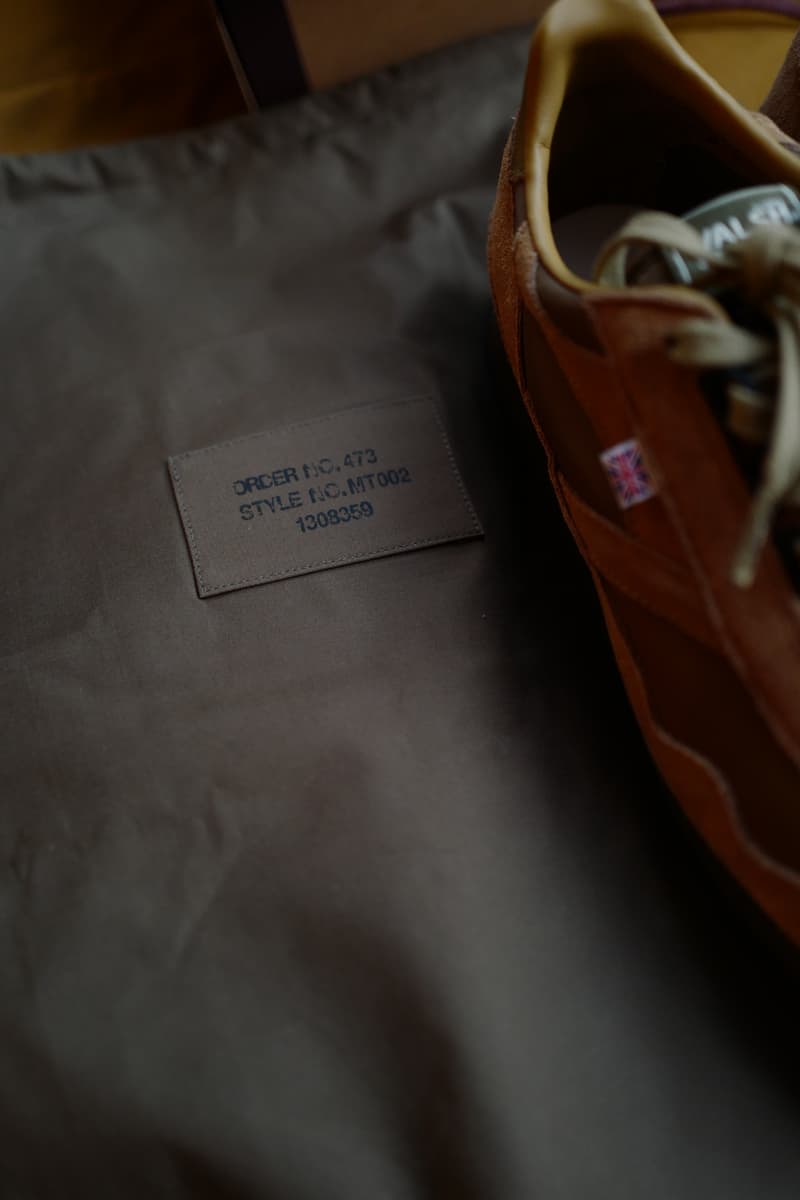 ORDER NO. 473
STYLE NO. MT002
1308359